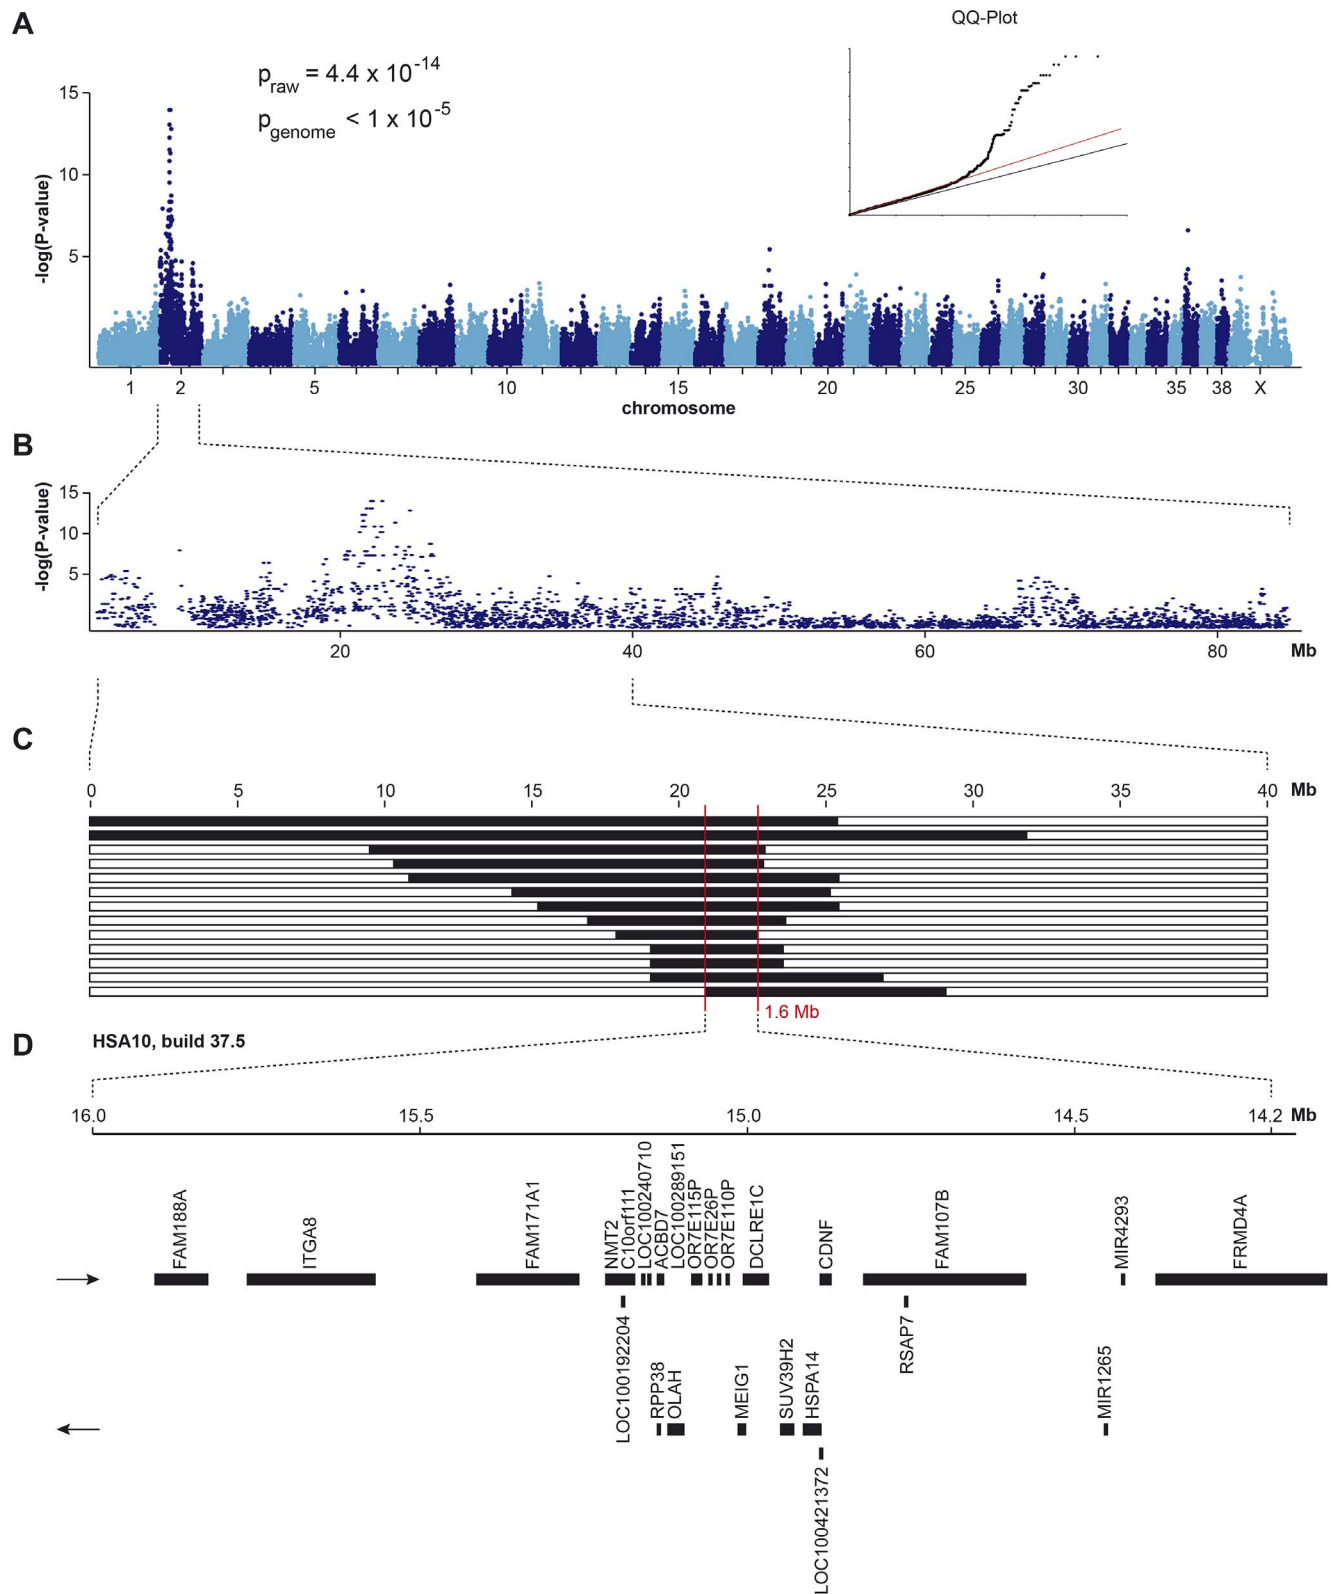 A
QQ-Plot
p_raw = 4.4 x 10^-14
p_genome < 1 x 10^-5
-log(P-value)
15
10
5
1 2 5 10 15 20 25 30 35 38 X
chromosome
B
-log(P-value)
15
10
5
20 40 60 80 Mb
C
0 5 10 15 20 25 30 35 40 Mb
1.6 Mb
D
HSA10, build 37.5
16.0 15.5 15.0 14.5 14.2 Mb
FAM188A
ITGA8
FAM171A1
NMT2
C10orf111
LOC100240710
ACBD7
LOC100289151
OR7E115P
OR7E26P
OR7E110P
DCLRE1C
CDNF
FAM107B
MIR4293
FRMD4A
LOC100192204
RPP38
OLAH
MEIG1
SUV39H2
HSPA14
RSAP7
MIR1265
LOC100421372